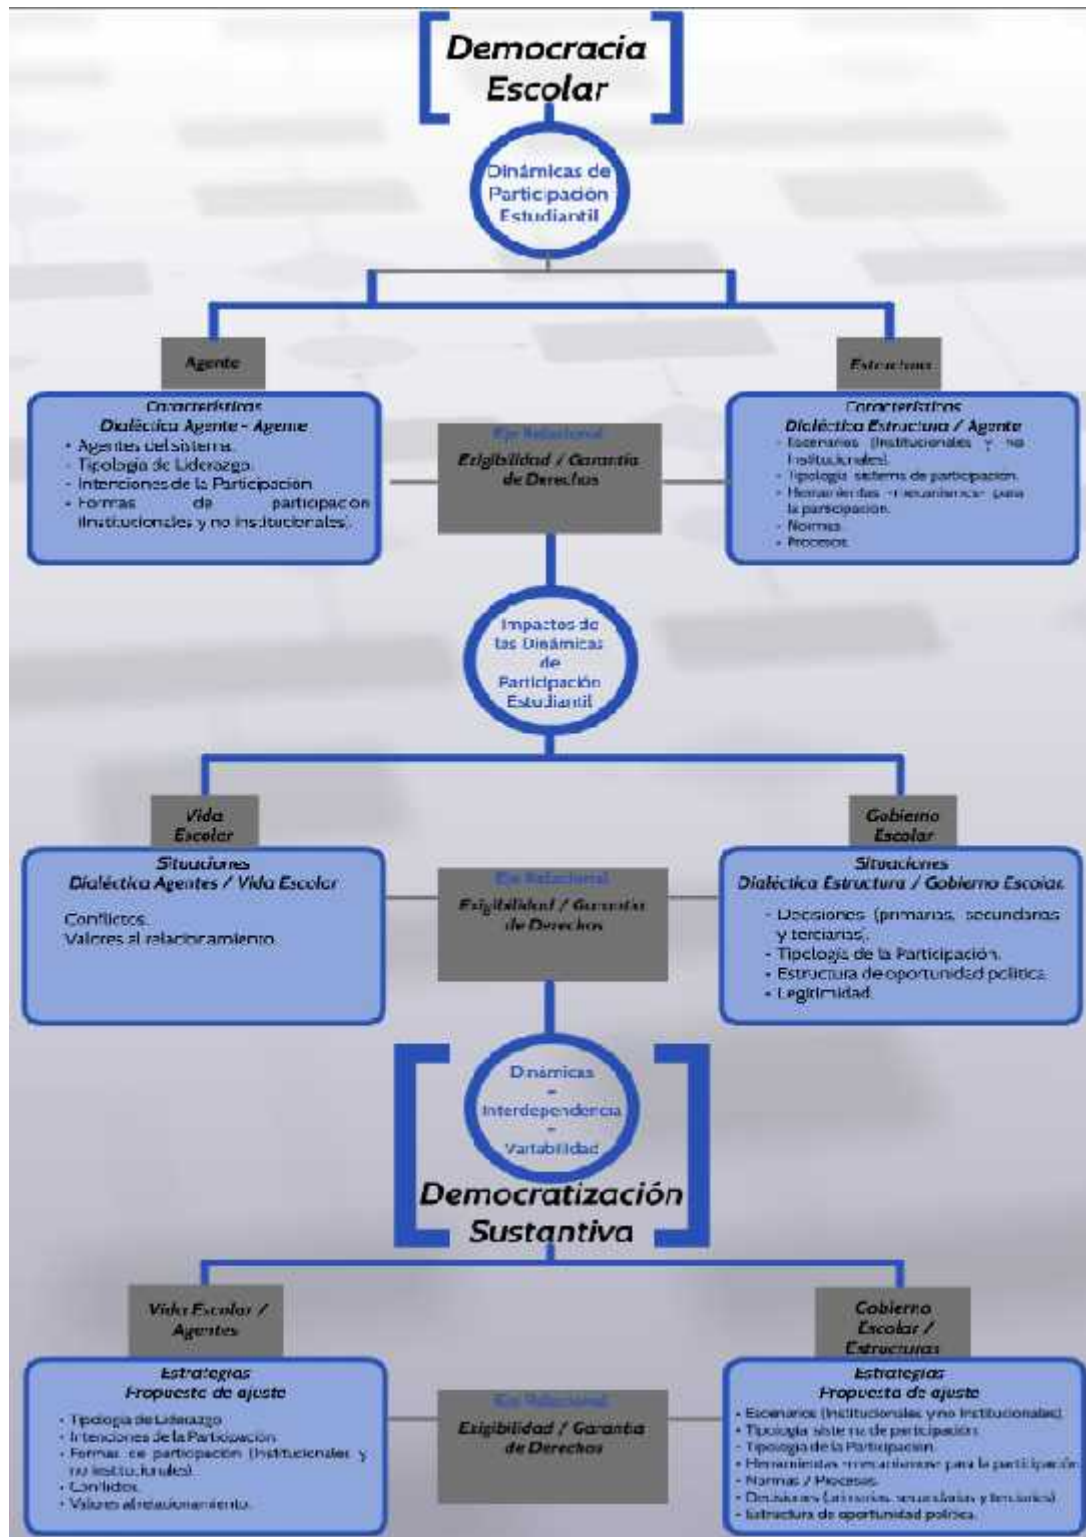 Democracia
Escolar
Dinámicas de
Participación
Estudiantil
Agente
Características
Dialéctica Agente - Agente
• Agentes del sistema.
- Tipología de Liderazgo.
- Intenciones de la Participación
• Formas de participación
(Institucionales y no Institucionales).
Eje Relacional
Exigibilidad / Garantía
de Derechos
Estructura
Características
Dialéctica Estructura / Agente
- Escenarios (Institucionales y no
Institucionales).
- Tipología sistema de participación.
- Herramientas -mecanismos- para
la participación.
- Normas.
- Procesos.
Impactos de
las Dinámicas
de
Participación
Estudiantil
Vida
Escolar
Situaciones
Dialéctica Agentes / Vida Escolar
Conflictos.
Valores al relacionamiento.
Eje Relacional
Exigibilidad / Garantía
de Derechos
Gobierno
Escolar
Situaciones
Dialéctica Estructura / Gobierno Escolar.
- Decisiones (primarias, secundarias
y terciarias).
- Tipología de la Participación.
- Estructura de oportunidad política
• Legitimidad.
Dinámicas
-
Interdependencia
-
Variabilidad
Democratización
Sustantiva
Vida Escolar /
Agentes
Estrategias
Propuesta de ajuste
- Tipología de Liderazgo
- Intenciones de la Participación
- Formas de participación (Institucionales y
no institucionales).
- Conflictos.
- Valores al relacionamiento.
Eje Relacional
Exigibilidad / Garantía
de Derechos
Gobierno
Escolar /
Estructuras
Estrategias
Propuesta de ajuste
• Escenarios (Institucionales y no Institucionales)
• Tipología sistema de participación
- Tipología de la Participación.
• Herramientas -mecanismos- para la participación.
- Normas / Procesos.
• Decisiones (primarias, secundarias y terciarias)
• Estructura de oportunidad política.